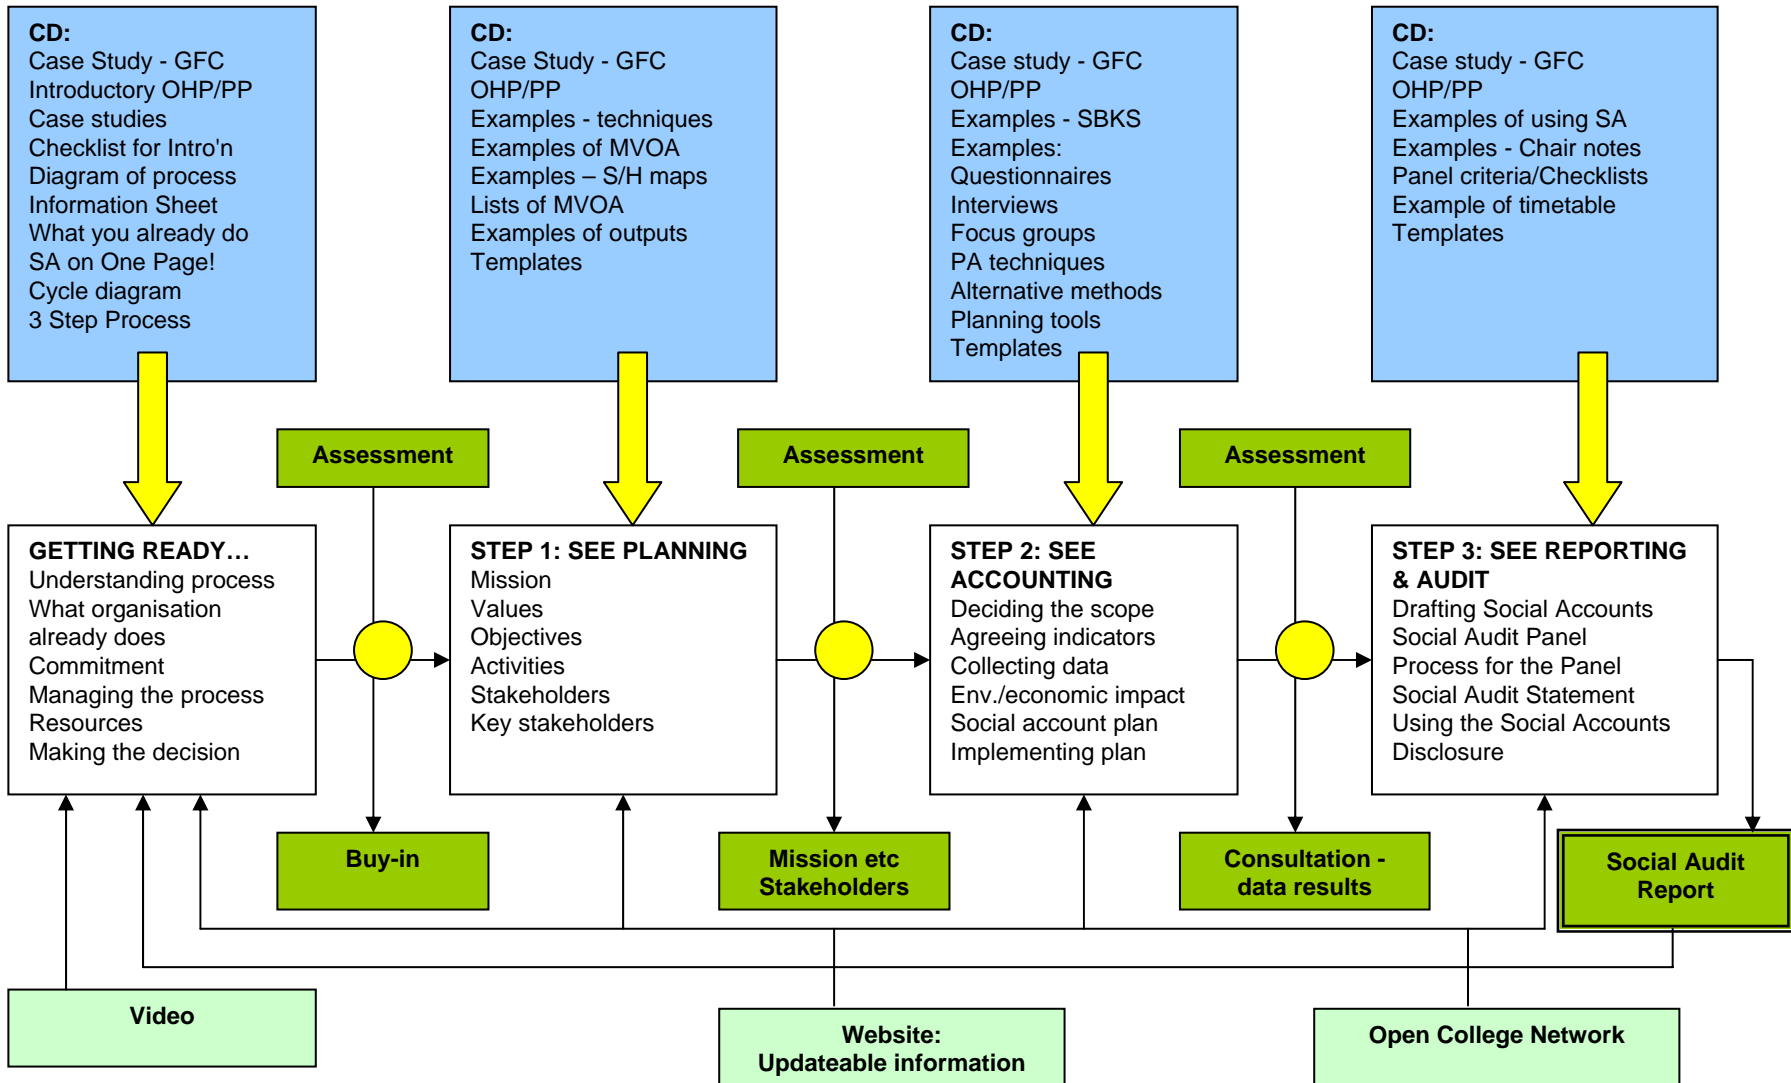 CD:
Case Study - GFC
Introductory OHP/PP
Case studies
Checklist for Intro'n
Diagram of process
Information Sheet
What you already do
SA on One Page!
Cycle diagram
3 Step Process
CD:
Case Study - GFC
OHP/PP
Examples - techniques
Examples of MVOA
Examples – S/H maps
Lists of MVOA
Examples of outputs
Templates
CD:
Case study - GFC
OHP/PP
Examples - SBKS
Examples:
Questionnaires
Interviews
Focus groups
PA techniques
Alternative methods
Planning tools
Templates
CD:
Case study - GFC
OHP/PP
Examples of using SA
Examples - Chair notes
Panel criteria/Checklists
Example of timetable
Templates
Assessment
Assessment
Assessment
GETTING READY…
Understanding process
What organisation
already does
Commitment
Managing the process
Resources
Making the decision
STEP 1: SEE PLANNING
Mission
Values
Objectives
Activities
Stakeholders
Key stakeholders
STEP 2: SEE
ACCOUNTING
Deciding the scope
Agreeing indicators
Collecting data
Env./economic impact
Social account plan
Implementing plan
STEP 3: SEE REPORTING
& AUDIT
Drafting Social Accounts
Social Audit Panel
Process for the Panel
Social Audit Statement
Using the Social Accounts
Disclosure
Buy-in
Mission etc
Stakeholders
Consultation -
data results
Social Audit
Report
Video
Website:
Updateable information
Open College Network